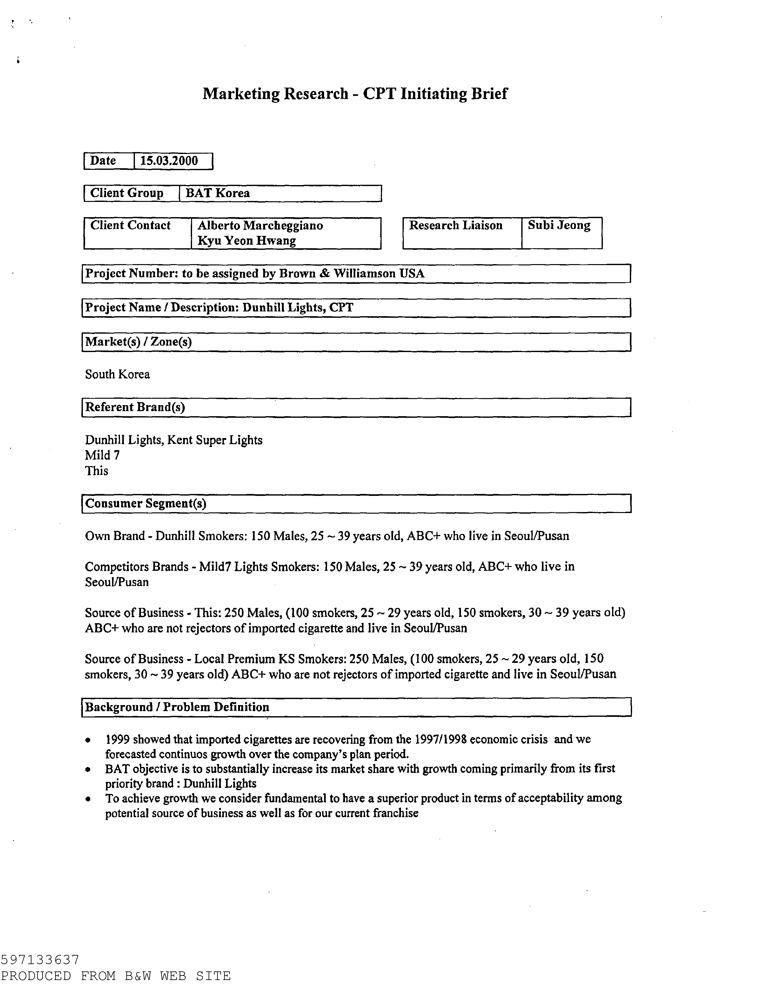 Marketing Research - CPT Initiating Brief
Date 15.03.2000
Client Group BAT Korea
Client Contact Alberto Marcheggiano Research Liaison Subi Jeong
Kyu Yeon Hwang
Project Number: to be assigned by Brown & Williamson USA
Project Name / Description: Dunhill Lights, CPT
Market(s) / Zone(s)
South Korea
Referent Brand(s)
Dunhill Lights, Kent Super Lights
Mild 7
This
Consumer Segment(s)
Own Brand - Dunhill Smokers: 150 Males, 25 ~ 39 years old, ABC+ who live in Seoul/Pusan
Competitors Brands - Mild7 Lights Smokers: 150 Males, 25 ~ 39 years old, ABC+ who live in
Seoul/Pusan
Source of Business - This: 250 Males, (100 smokers, 25 ~ 29 years old, 150 smokers, 30 ~ 39 years old)
ABC+ who are not rejectors of imported cigarette and live in Seoul/Pusan
Source of Business - Local Premium KS Smokers: 250 Males, (100 smokers, 25 ~ 29 years old, 150
smokers, 30 ~ 39 years old) ABC+ who are not rejectors of imported cigarette and live in Seoul/Pusan
Background / Problem Definition
• 1999 showed that imported cigarettes are recovering from the 1997/1998 economic crisis and we
forecasted continuos growth over the company's plan period.
• BAT objective is to substantially increase its market share with growth coming primarily from its first
priority brand : Dunhill Lights
• To achieve growth we consider fundamental to have a superior product in terms of acceptability among
potential source of business as well as for our current franchise
597133637
PRODUCED FROM B&W WEB SITE